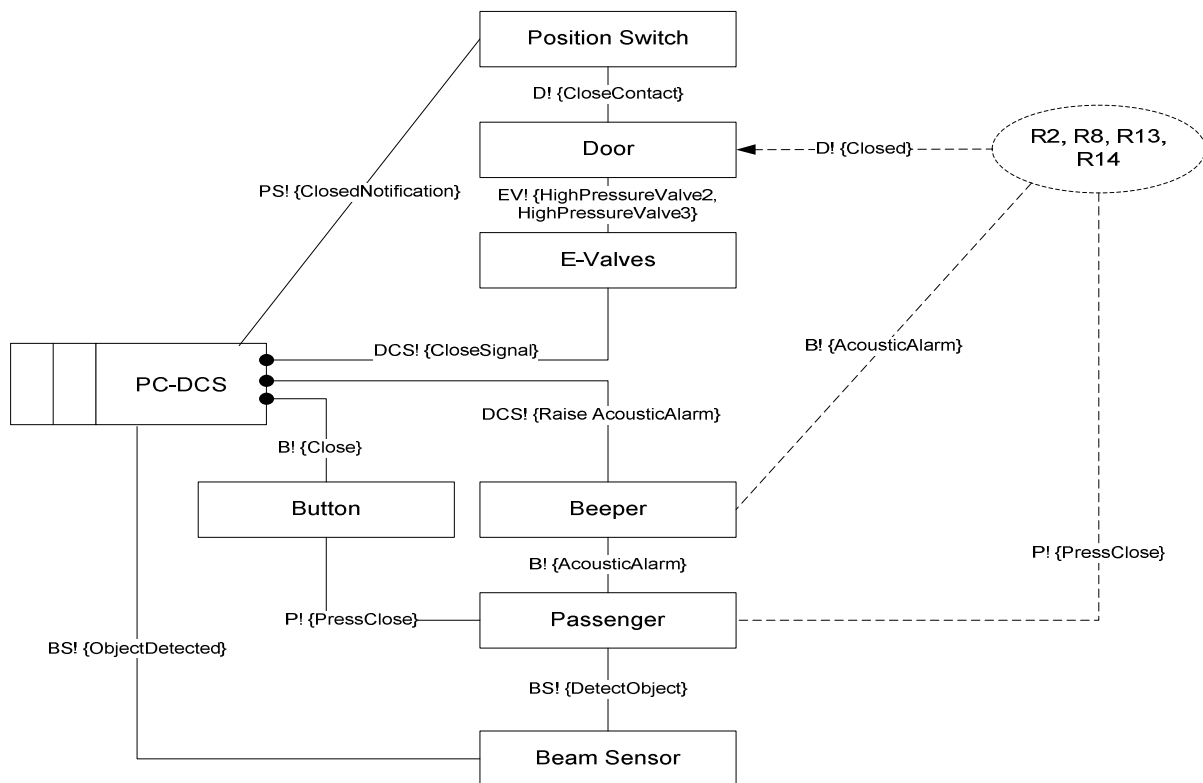 Position Switch
D! {CloseContact}
Door
D! {Closed}
R2, R8, R13,
R14
PS! {ClosedNotification}
EV! {HighPressureValve2,
HighPressureValve3}
E-Valves
DCS! {CloseSignal}
B! {AcousticAlarm}
PC-DCS
DCS! {Raise AcousticAlarm}
B! {Close}
Button
Beeper
P! {PressClose}
B! {AcousticAlarm}
P! {PressClose}
Passenger
BS! {ObjectDetected}
BS! {DetectObject}
Beam Sensor